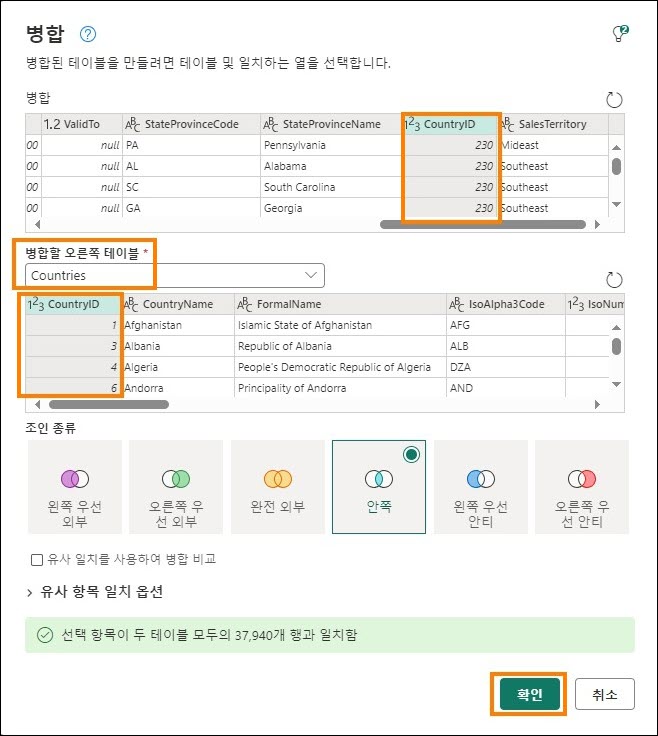 병합 ?
2
병합된 테이블을 만들려면 테이블 및 일치하는 열을 선택합니다.
병합
1.2 ValidTo ABC StateProvinceCode ABC StateProvinceName 123 CountryID ABC SalesTerritory
00 null PA Pennsylvania 230 Mideast
00 null AL Alabama 230 Southeast
00 null SC South Carolina 230 Southeast
00 null GA Georgia 230 Southeast
병합할 오른쪽 테이블 *
Countries
123 CountryID ABC CountryName ABC FormalName ABC IsoAlpha3Code 123 IsoNum
1 Afghanistan Islamic State of Afghanistan AFG
3 Albania Republic of Albania ALB
4 Algeria People's Democratic Republic of Algeria DZA
6 Andorra Principality of Andorra AND
조인 종류
왼쪽 우선 외부
오른쪽 우선 외부
완전 외부
안쪽
왼쪽 우선 안티
오른쪽 우선 안티
유사 일치를 사용하여 병합 비교
유사 항목 일치 옵션
선택 항목이 두 테이블 모두의 37,940개 행과 일치함
확인 취소